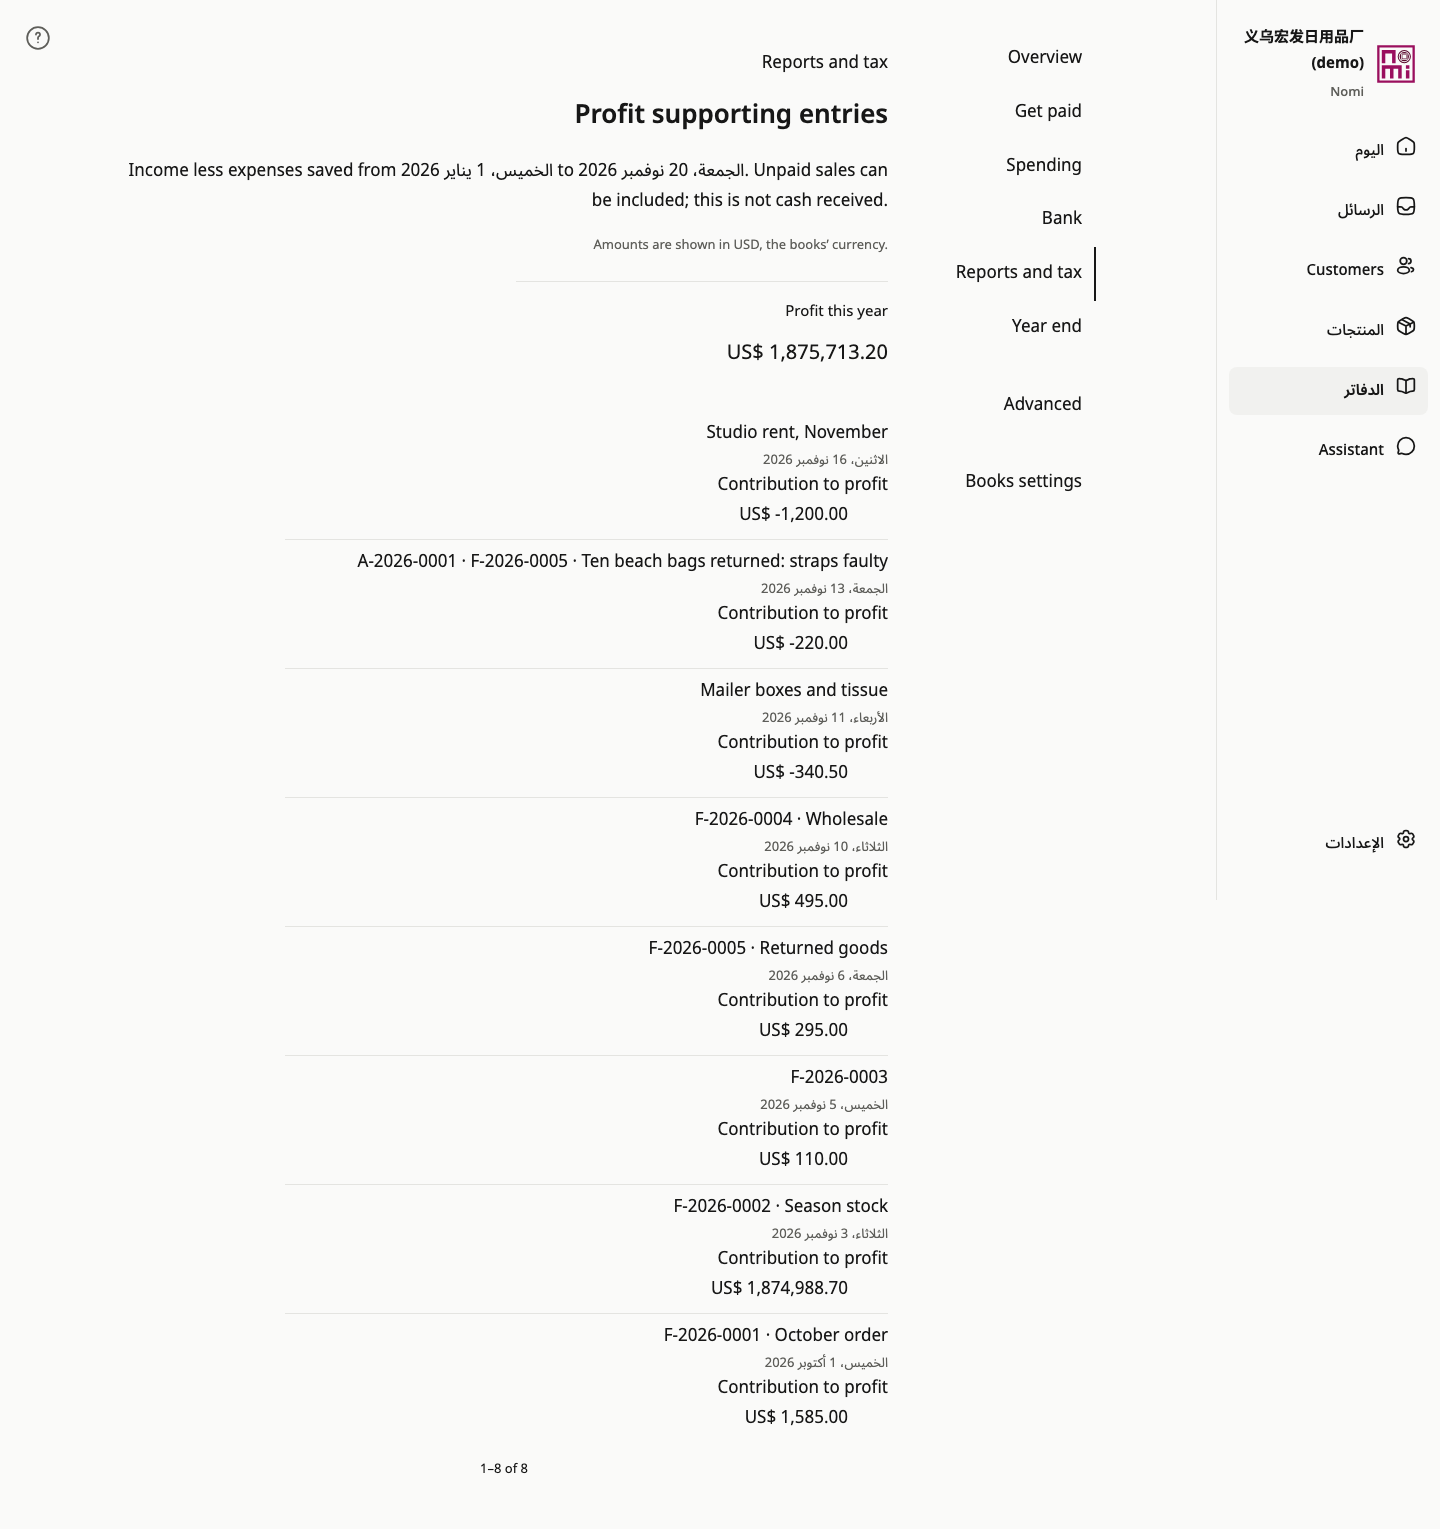 义乌宏发日用品厂
(demo)
Nomi
اليوم
الرسائل
Customers
المنتجات
الدفاتر
Assistant
الإعدادات
Overview
Get paid
Spending
Bank
Reports and tax
Year end
Advanced
Books settings
Reports and tax
Profit supporting entries
Income less expenses saved from الخميس، 1 يناير 2026 to الجمعة، 20 نوفمبر 2026. Unpaid sales can
be included; this is not cash received.
Amounts are shown in USD, the books’ currency.
Profit this year
US$ 1,875,713.20
Studio rent, November
الاثنين، 16 نوفمبر 2026
Contribution to profit
US$ -1,200.00
A-2026-0001 · F-2026-0005 · Ten beach bags returned: straps faulty
الجمعة، 13 نوفمبر 2026
Contribution to profit
US$ -220.00
Mailer boxes and tissue
الأربعاء، 11 نوفمبر 2026
Contribution to profit
US$ -340.50
F-2026-0004 · Wholesale
الثلاثاء، 10 نوفمبر 2026
Contribution to profit
US$ 495.00
F-2026-0005 · Returned goods
الجمعة، 6 نوفمبر 2026
Contribution to profit
US$ 295.00
F-2026-0003
الخميس، 5 نوفمبر 2026
Contribution to profit
US$ 110.00
F-2026-0002 · Season stock
الثلاثاء، 3 نوفمبر 2026
Contribution to profit
US$ 1,874,988.70
F-2026-0001 · October order
الخميس، 1 أكتوبر 2026
Contribution to profit
US$ 1,585.00
1–8 of 8